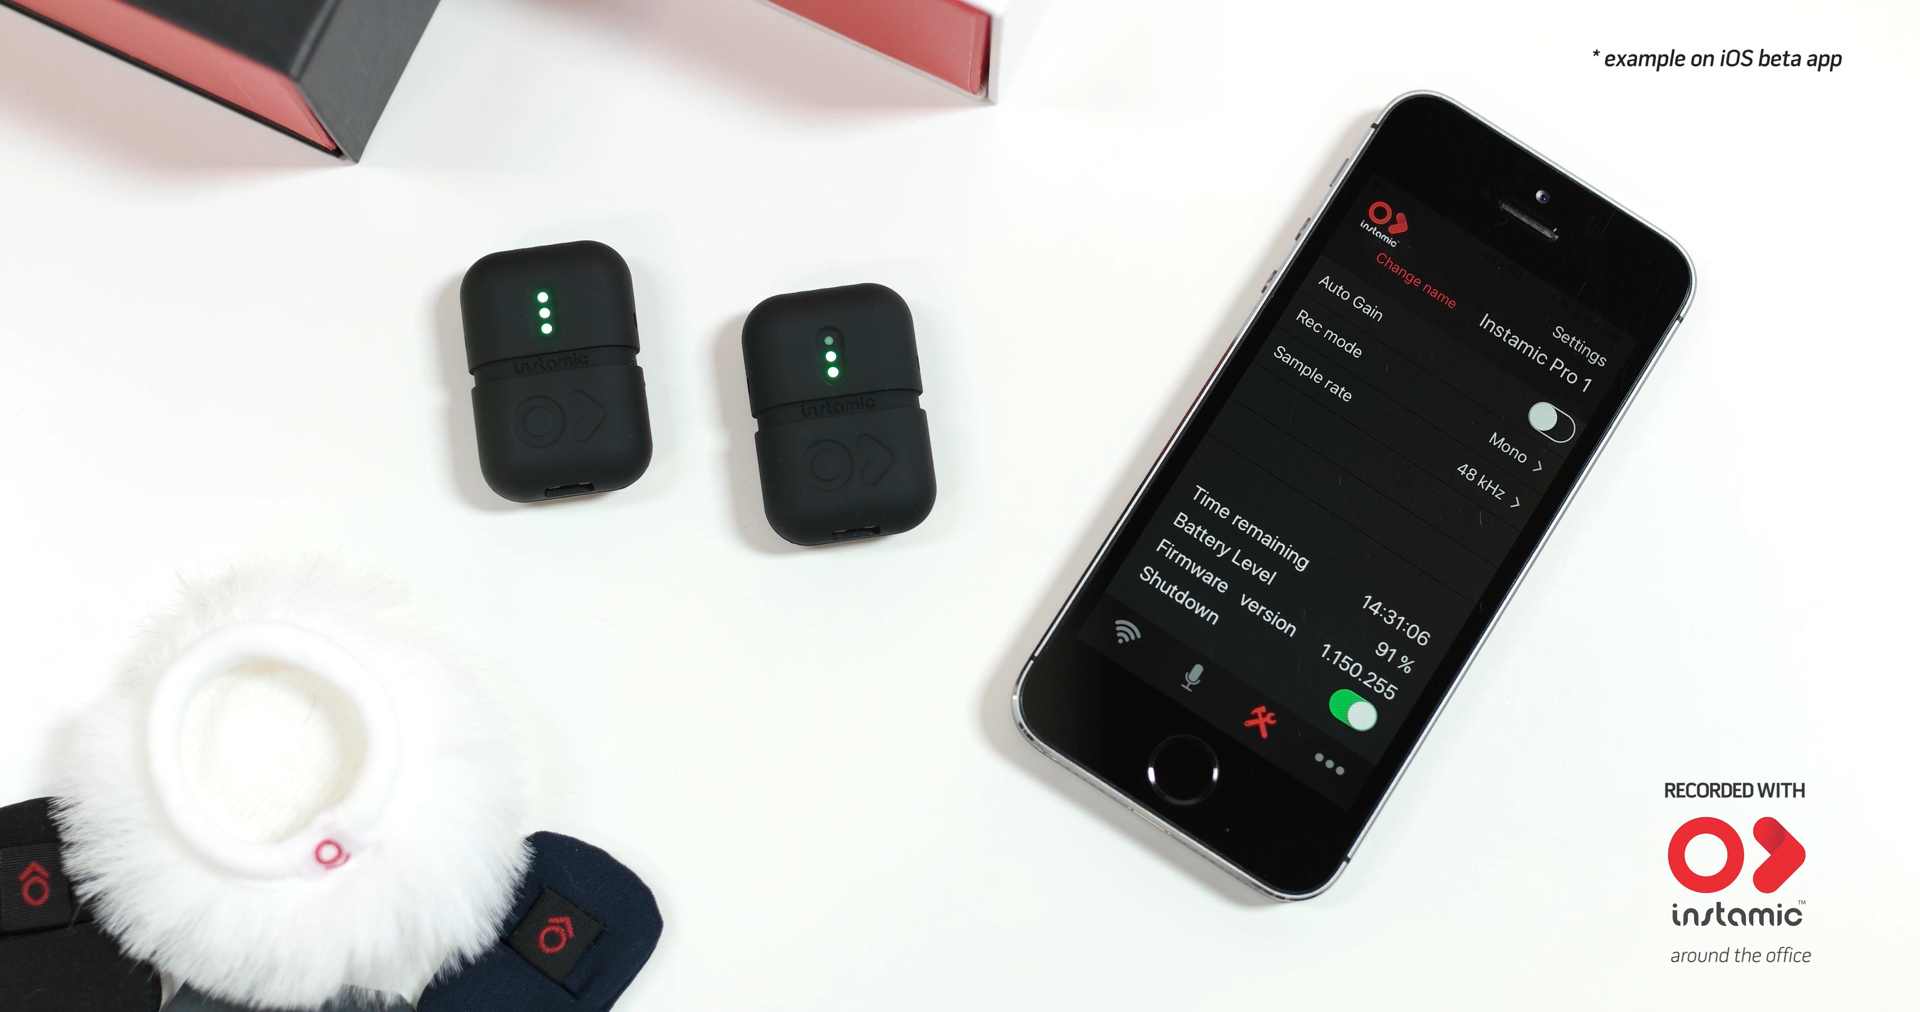 * example on iOS beta app
instamic
Change name
Settings
Instamic Pro 1
Auto Gain
Rec mode
Mono >
Sample rate
48 kHz >
Time remaining
14:31:06
Battery Level
91 %
Firmware version
1.150.255
Shutdown
instamic
instamic
RECORDED WITH
instamic™
around the office